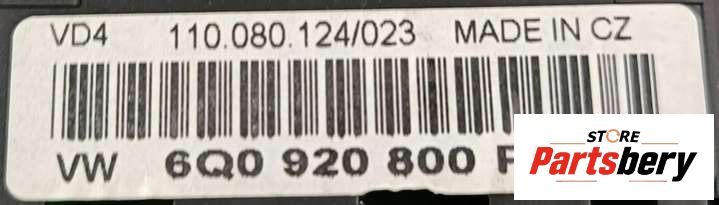 VD4 110.080.124/023 MADE IN CZ
VW 6Q0 920 800
STORE
Partsbery